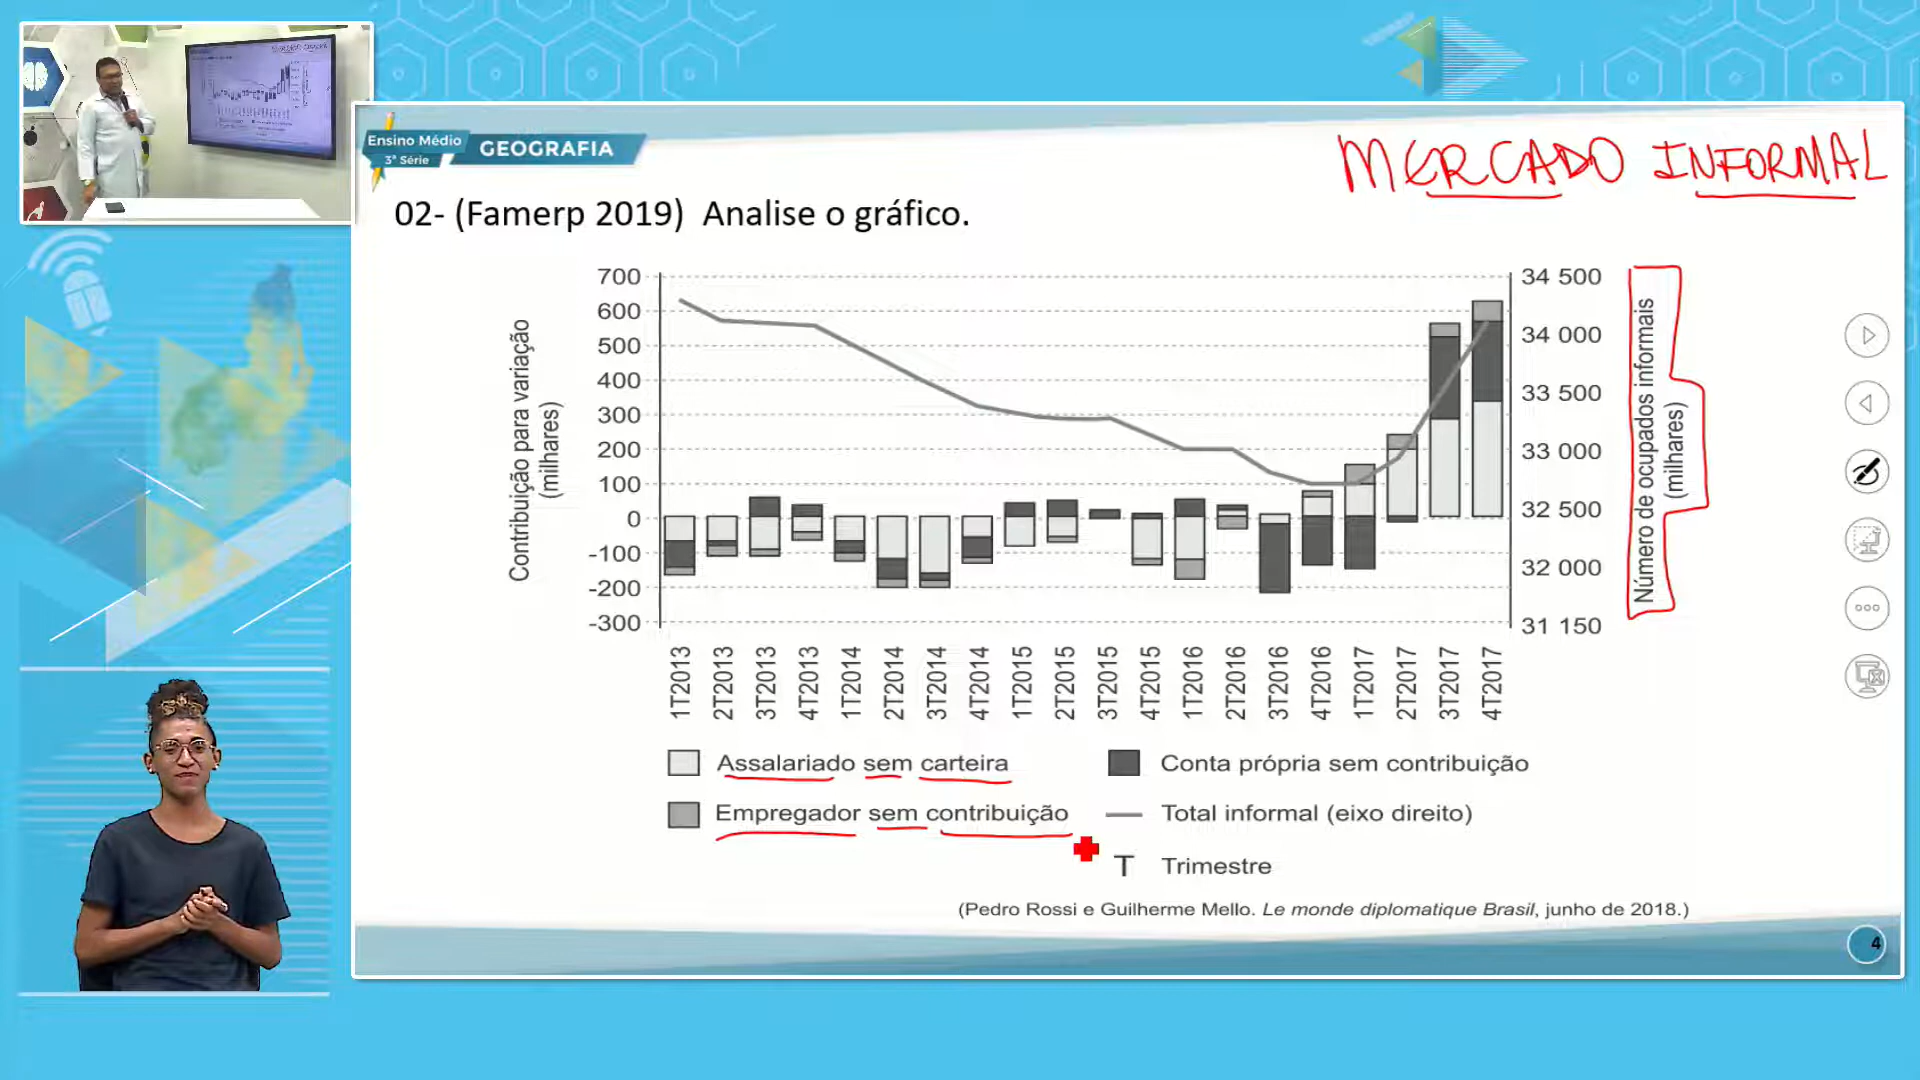 Ensino Médio
3ª Série
GEOGRAFIA
MERCADO INFORMAL
02- (Famerp 2019) Analise o gráfico.
Contribuição para variação
(milhares)
700
600
500
400
300
200
100
0
-100
-200
-300
34 500
34 000
33 500
33 000
32 500
32 000
31 150
Número de ocupados informais
(milhares)
1T2013
2T2013
3T2013
4T2013
1T2014
2T2014
3T2014
4T2014
1T2015
2T2015
3T2015
4T2015
1T2016
2T2016
3T2016
4T2016
1T2017
2T2017
3T2017
4T2017
Assalariado sem carteira
Conta própria sem contribuição
Empregador sem contribuição
Total informal (eixo direito)
T Trimestre
(Pedro Rossi e Guilherme Mello. Le monde diplomatique Brasil, junho de 2018.)
4